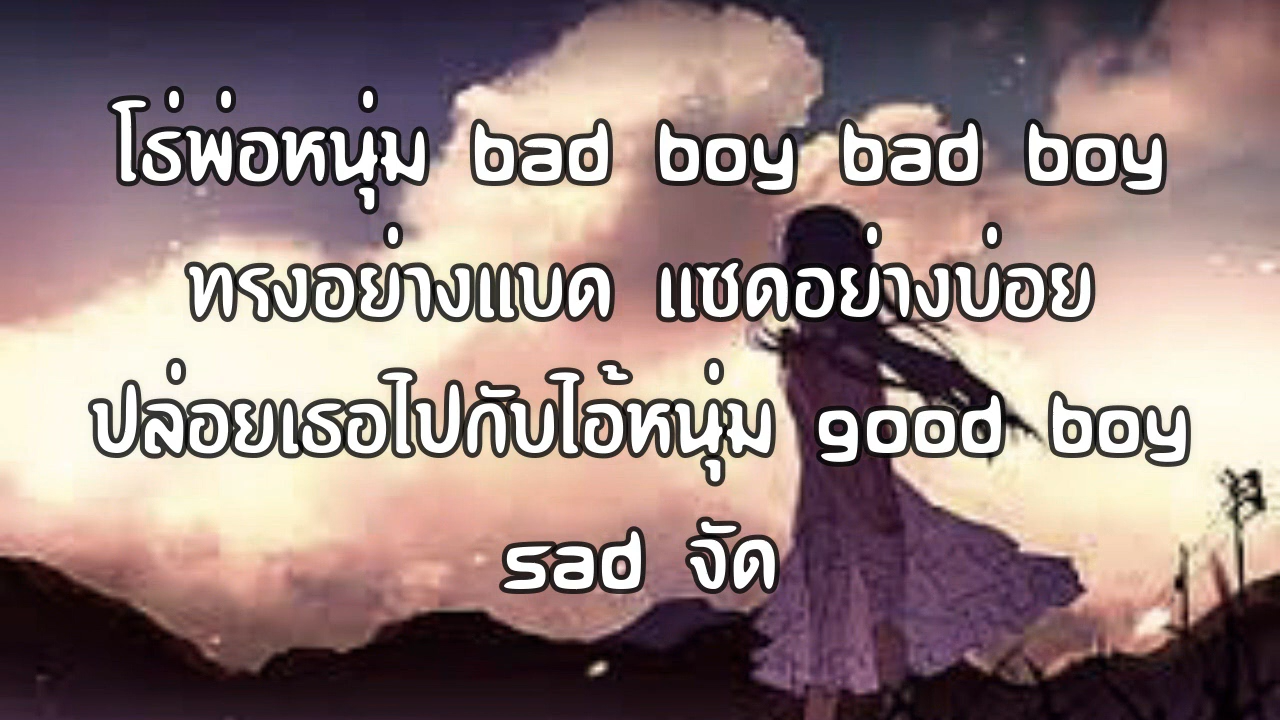 โธ่พ่อหนุ่ม bad boy bad boy
ทรงอย่างแบด แซดอย่างบ่อย
ปล่อยเธอไปกับไอ้หนุ่ม good boy
sad จัด